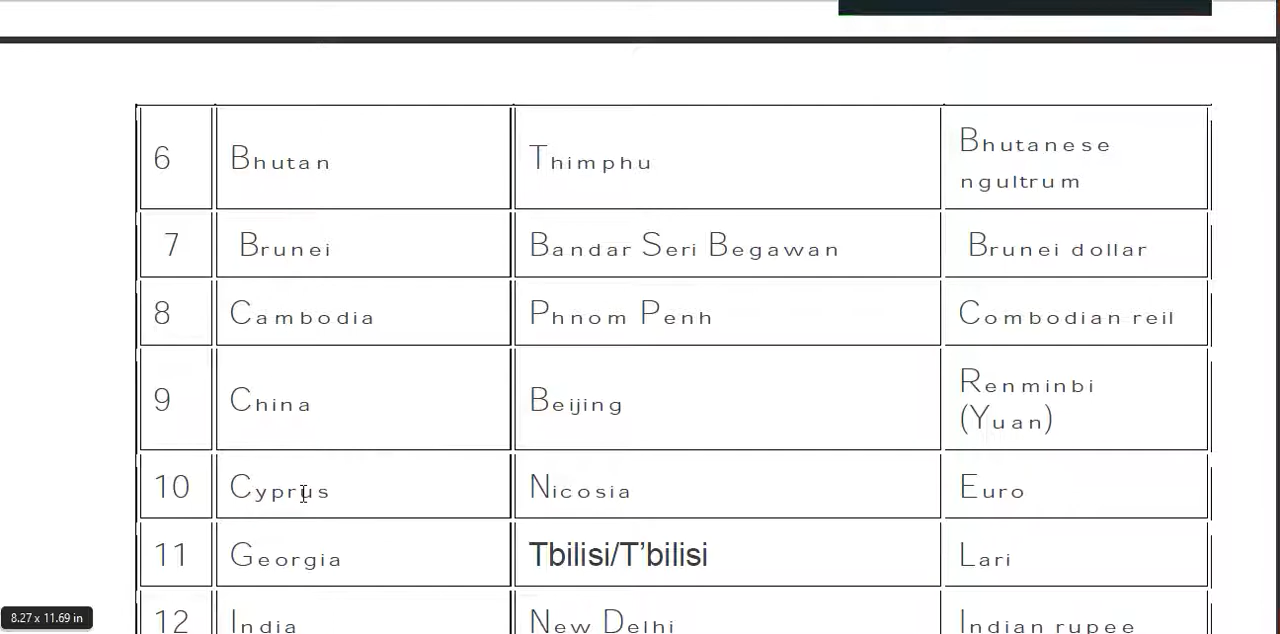 6 Bhutan Thimphu Bhutanese
ngultrum
7 Brunei Bandar Seri Begawan Brunei dollar
8 Cambodia Phnom Penh Combodian reil
9 China Beijing Renminbi
(Yuan)
10 Cyprus Nicosia Euro
11 Georgia Tbilisi/T’bilisi Lari
12 India New Delhi Indian rupee
8.27 x 11.69 in